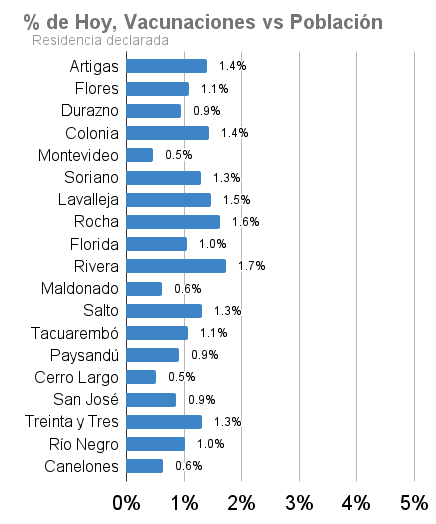 % de Hoy, Vacunaciones vs Población
Residencia declarada
Artigas 1.4%
Flores 1.1%
Durazno 0.9%
Colonia 1.4%
Montevideo 0.5%
Soriano 1.3%
Lavalleja 1.5%
Rocha 1.6%
Florida 1.0%
Rivera 1.7%
Maldonado 0.6%
Salto 1.3%
Tacuarembó 1.1%
Paysandú 0.9%
Cerro Largo 0.5%
San José 0.9%
Treinta y Tres 1.3%
Río Negro 1.0%
Canelones 0.6%
0% 1% 2% 3% 4% 5%